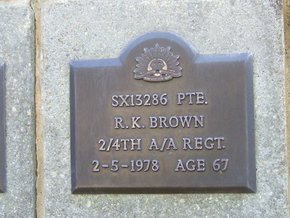 SX13286 PTE.
R. K. BROWN
2/4TH A/A REGT.
2-5-1978 AGE 67